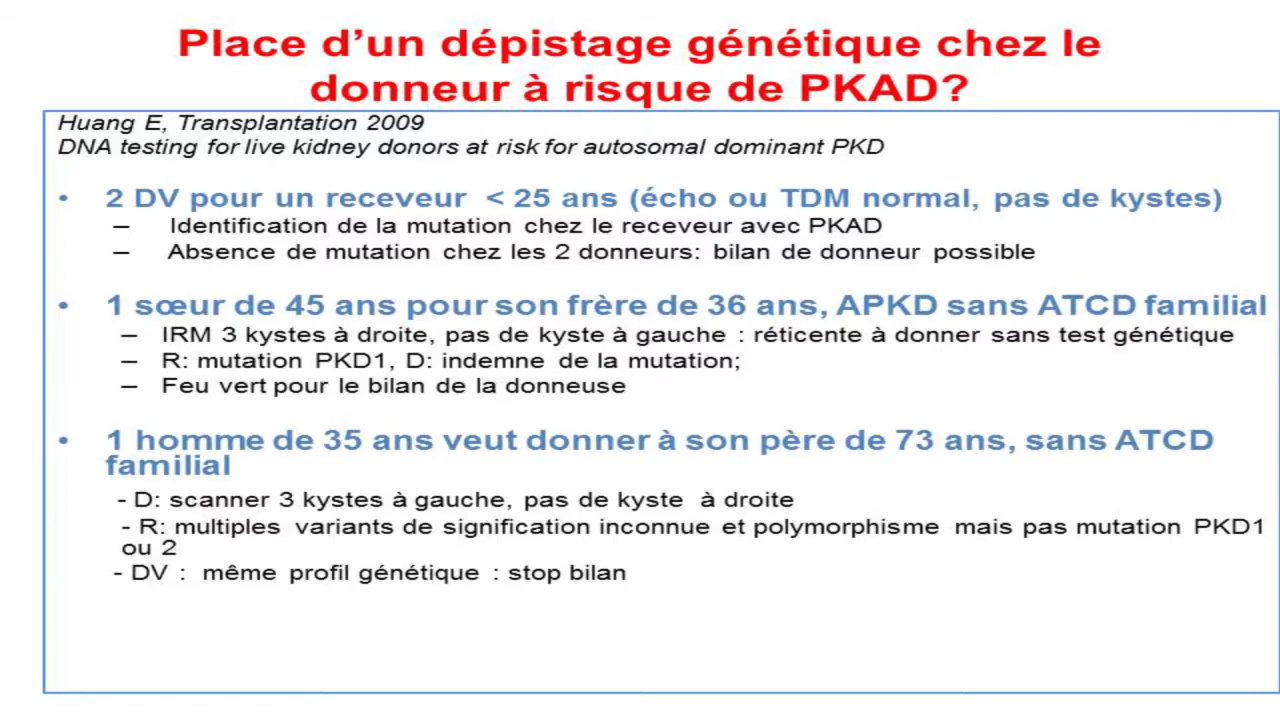 Place d’un dépistage génétique chez le
donneur à risque de PKAD?
Huang E, Transplantation 2009
DNA testing for live kidney donors at risk for autosomal dominant PKD
• 2 DV pour un receveur < 25 ans (écho ou TDM normal, pas de kystes)
– Identification de la mutation chez le receveur avec PKAD
– Absence de mutation chez les 2 donneurs: bilan de donneur possible
• 1 sœur de 45 ans pour son frère de 36 ans, APKD sans ATCD familial
– IRM 3 kystes à droite, pas de kyste à gauche : réticente à donner sans test génétique
– R: mutation PKD1, D: indemne de la mutation;
– Feu vert pour le bilan de la donneuse
• 1 homme de 35 ans veut donner à son père de 73 ans, sans ATCD
familial
- D: scanner 3 kystes à gauche, pas de kyste à droite
- R: multiples variants de signification inconnue et polymorphisme mais pas mutation PKD1
ou 2
- DV : même profil génétique : stop bilan